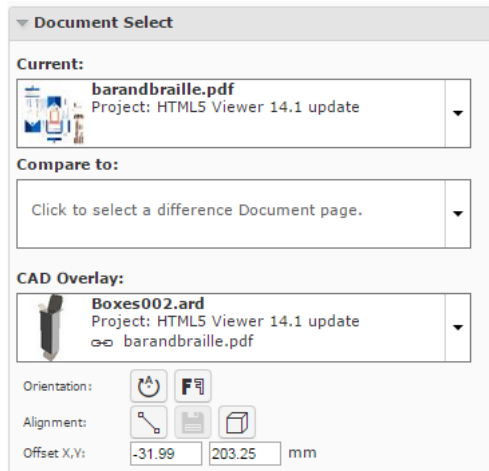 Document Select
Current:
barandbraille.pdf
Project: HTML5 Viewer 14.1 update
Compare to:
Click to select a difference Document page.
CAD Overlay:
Boxes002.ard
Project: HTML5 Viewer 14.1 update
barandbraille.pdf
Orientation:
Alignment:
Offset X,Y: -31.99 203.25 mm